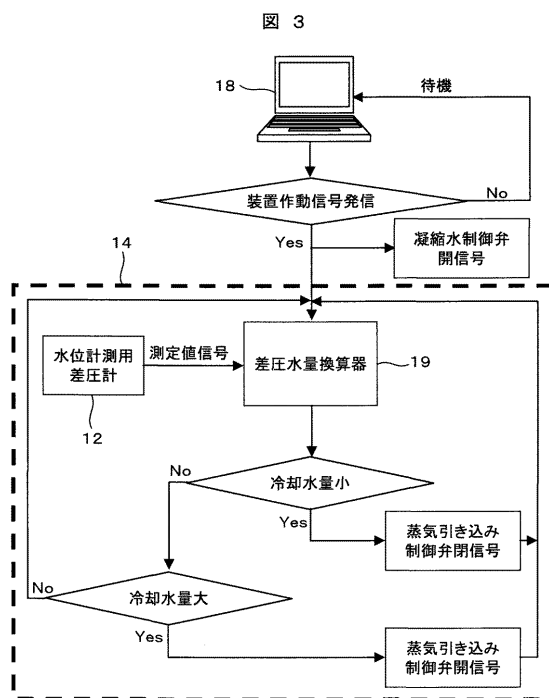 図 3
18
待機
装置作動信号発信
No
Yes
凝縮水制御弁
開信号
14
水位計測用
差圧計
測定値信号
差圧水量換算器
19
12
No
冷却水量小
Yes
蒸気引き込み
制御弁閉信号
No
冷却水量大
Yes
蒸気引き込み
制御弁開信号